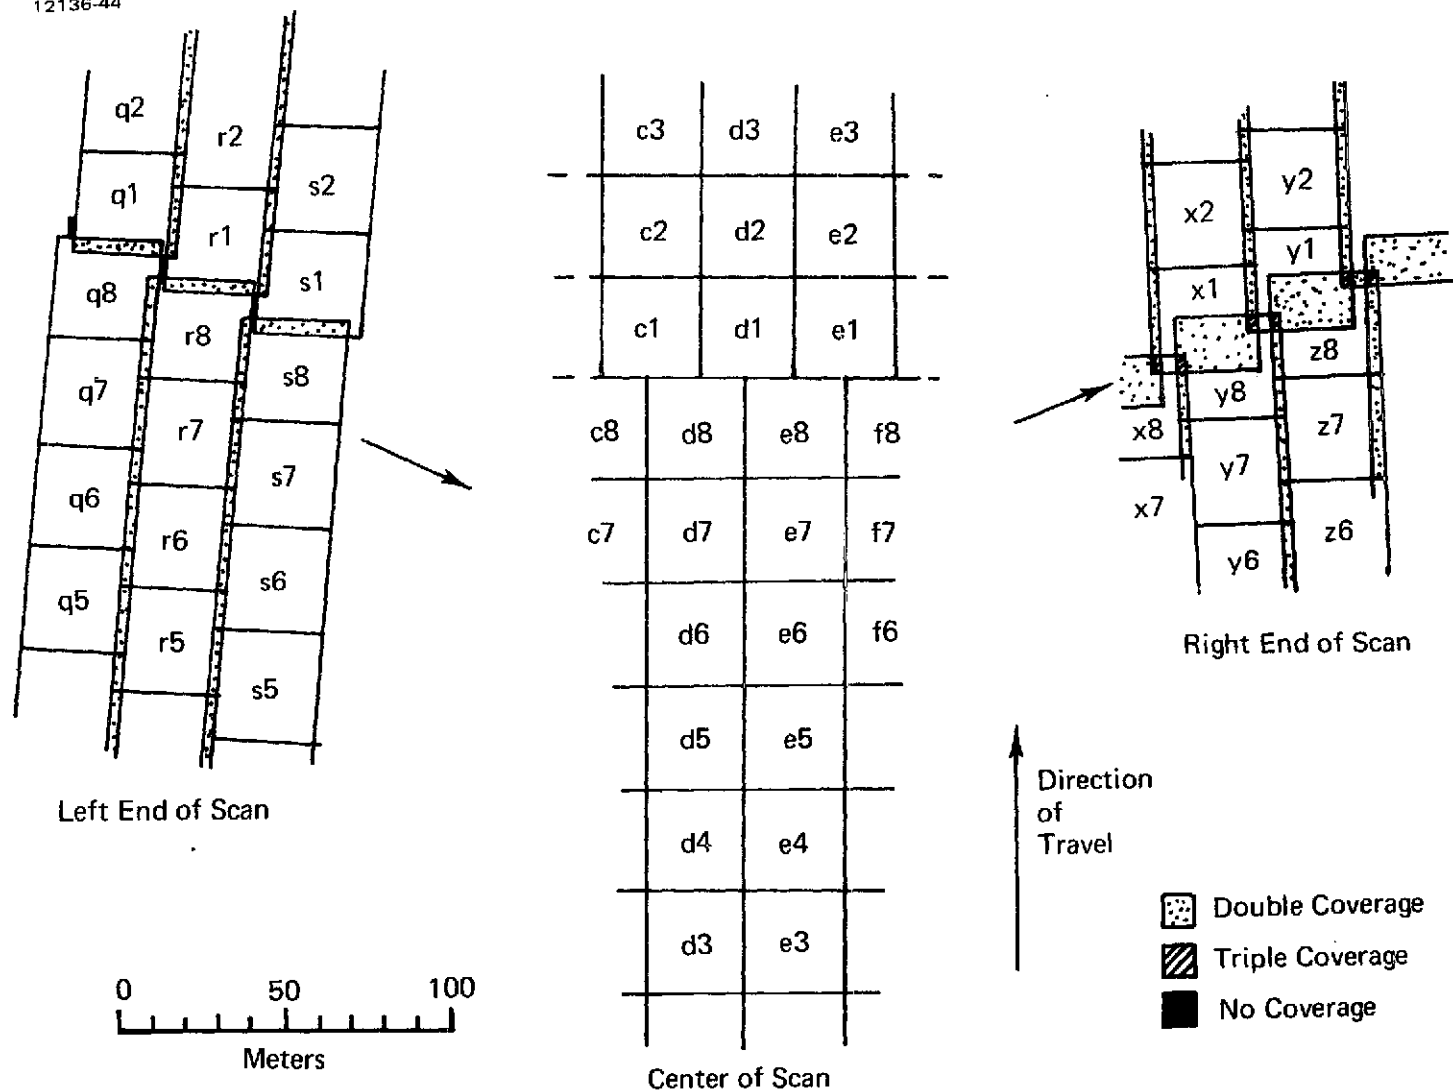 12136-44
q2
r2
q1
s2
r1
q8
s1
r8
q7
s8
r7
q6
s7
r6
q5
s6
r5
s5
Left End of Scan
c3 d3 e3
c2 d2 e2
c1 d1 e1
c8 d8 e8 f8
c7 d7 e7 f7
d6 e6 f6
d5 e5
d4 e4
d3 e3
Center of Scan
y2
x2
y1
x1
z8
y8
x8
z7
y7
x7
z6
y6
Right End of Scan
Direction
of
Travel
Double Coverage
Triple Coverage
No Coverage
0 50 100
Meters